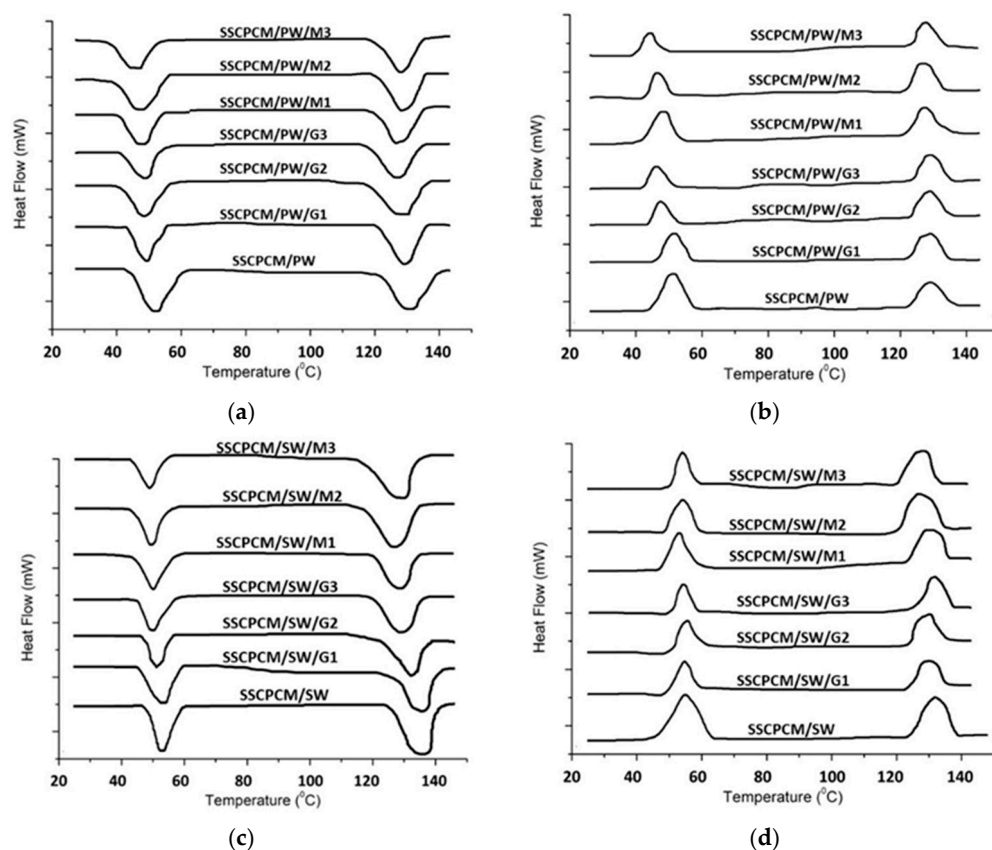 SSCPCM/PW/M3
SSCPCM/PW/M2
SSCPCM/PW/M1
SSCPCM/PW/G3
SSCPCM/PW/G2
SSCPCM/PW/G1
SSCPCM/PW
Heat Flow (mW)
20 40 60 80 100 120 140
Temperature (⁰C)
(a)
SSCPCM/PW/M3
SSCPCM/PW/M2
SSCPCM/PW/M1
SSCPCM/PW/G3
SSCPCM/PW/G2
SSCPCM/PW/G1
SSCPCM/PW
Heat Flow (mW)
20 40 60 80 100 120 140
Temperature (⁰C)
(b)
SSCPCM/SW/M3
SSCPCM/SW/M2
SSCPCM/SW/M1
SSCPCM/SW/G3
SSCPCM/SW/G2
SSCPCM/SW/G1
SSCPCM/SW
Heat Flow (mW)
20 40 60 80 100 120 140
Temperature (⁰C)
(c)
SSCPCM/SW/M3
SSCPCM/SW/M2
SSCPCM/SW/M1
SSCPCM/SW/G3
SSCPCM/SW/G2
SSCPCM/SW/G1
SSCPCM/SW
Heat Flow (mW)
20 40 60 80 100 120 140
Temperature (⁰C)
(d)